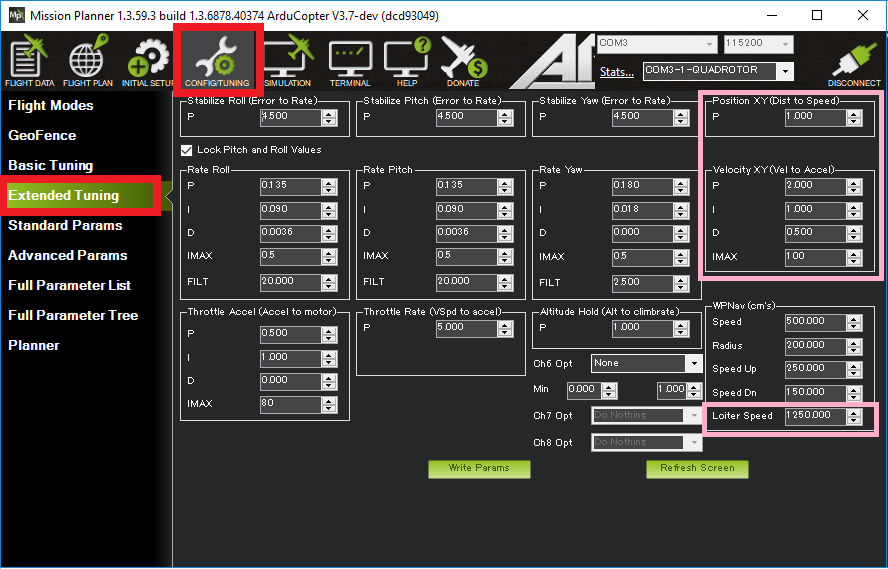 Mission Planner 1.3.59.3 build 1.3.6878.40374 ArduCopter V3.7-dev (dcd93049)
FLIGHT DATA FLIGHT PLAN INITIAL SETUP CONFIG/TUNING SIMULATION TERMINAL HELP DONATE
COM3 115200
Stats... COM3-1-QUADROTOR
DISCONNECT
Flight Modes
GeoFence
Basic Tuning
Extended Tuning
Standard Params
Advanced Params
Full Parameter List
Full Parameter Tree
Planner
Stabilize Roll (Error to Rate)
P 4.500
Stabilize Pitch (Error to Rate)
P 4.500
Stabilize Yaw (Error to Rate)
P 4.500
Position XY (Dist to Speed)
P 1.000
Lock Pitch and Roll Values
Rate Roll
P 0.135
I 0.090
D 0.0036
IMAX 0.5
FILT 20.000
Rate Pitch
P 0.135
I 0.090
D 0.0036
IMAX 0.5
FILT 20.000
Rate Yaw
P 0.180
I 0.018
D 0.000
IMAX 0.5
FILT 2.500
Velocity XY (Vel to Accel)
P 2.000
I 1.000
D 0.500
IMAX 100
Throttle Accel (Accel to motor)
P 0.500
I 1.000
D 0.000
IMAX 80
Throttle Rate (VSpd to accel)
P 5.000
Altitude Hold (Alt to climbrate)
P 1.000
Ch6 Opt None
Min 0.000 1.000
Ch7 Opt Do Nothing
Ch8 Opt Do Nothing
WPNav (cm's)
Speed 500.000
Radius 200.000
Speed Up 250.000
Speed Dn 150.000
Loiter Speed 1250.000
Write Params Refresh Screen